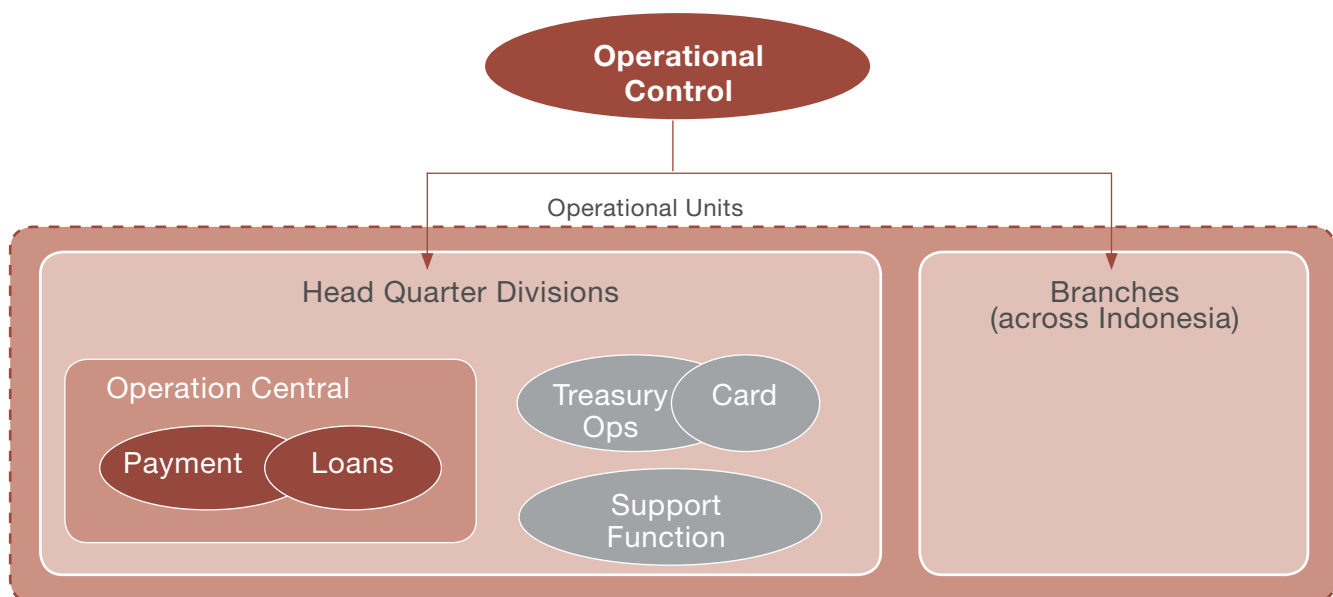 Operational
Control
Operational Units
Head Quarter Divisions
Operation Central
Payment
Loans
Treasury
Ops
Card
Support
Function
Branches
(across Indonesia)